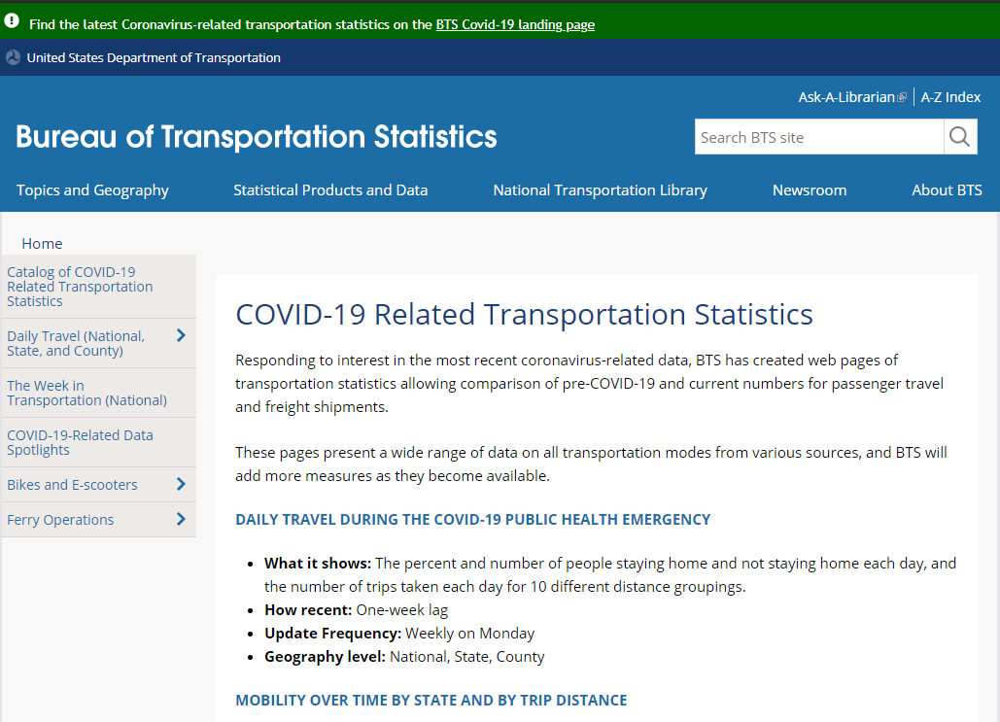 Find the latest Coronavirus-related transportation statistics on the BTS Covid-19 landing page
United States Department of Transportation
Ask-A-Librarian | A-Z Index
Bureau of Transportation Statistics
Search BTS site
Topics and Geography Statistical Products and Data National Transportation Library Newsroom About BTS
Home
Catalog of COVID-19
Related Transportation
Statistics
Daily Travel (National,
State, and County)
The Week in
Transportation (National)
COVID-19-Related Data
Spotlights
Bikes and E-scooters
Ferry Operations
COVID-19 Related Transportation Statistics
Responding to interest in the most recent coronavirus-related data, BTS has created web pages of
transportation statistics allowing comparison of pre-COVID-19 and current numbers for passenger travel
and freight shipments.
These pages present a wide range of data on all transportation modes from various sources, and BTS will
add more measures as they become available.
DAILY TRAVEL DURING THE COVID-19 PUBLIC HEALTH EMERGENCY
• What it shows: The percent and number of people staying home and not staying home each day, and
the number of trips taken each day for 10 different distance groupings.
• How recent: One-week lag
• Update Frequency: Weekly on Monday
• Geography level: National, State, County
MOBILITY OVER TIME BY STATE AND BY TRIP DISTANCE